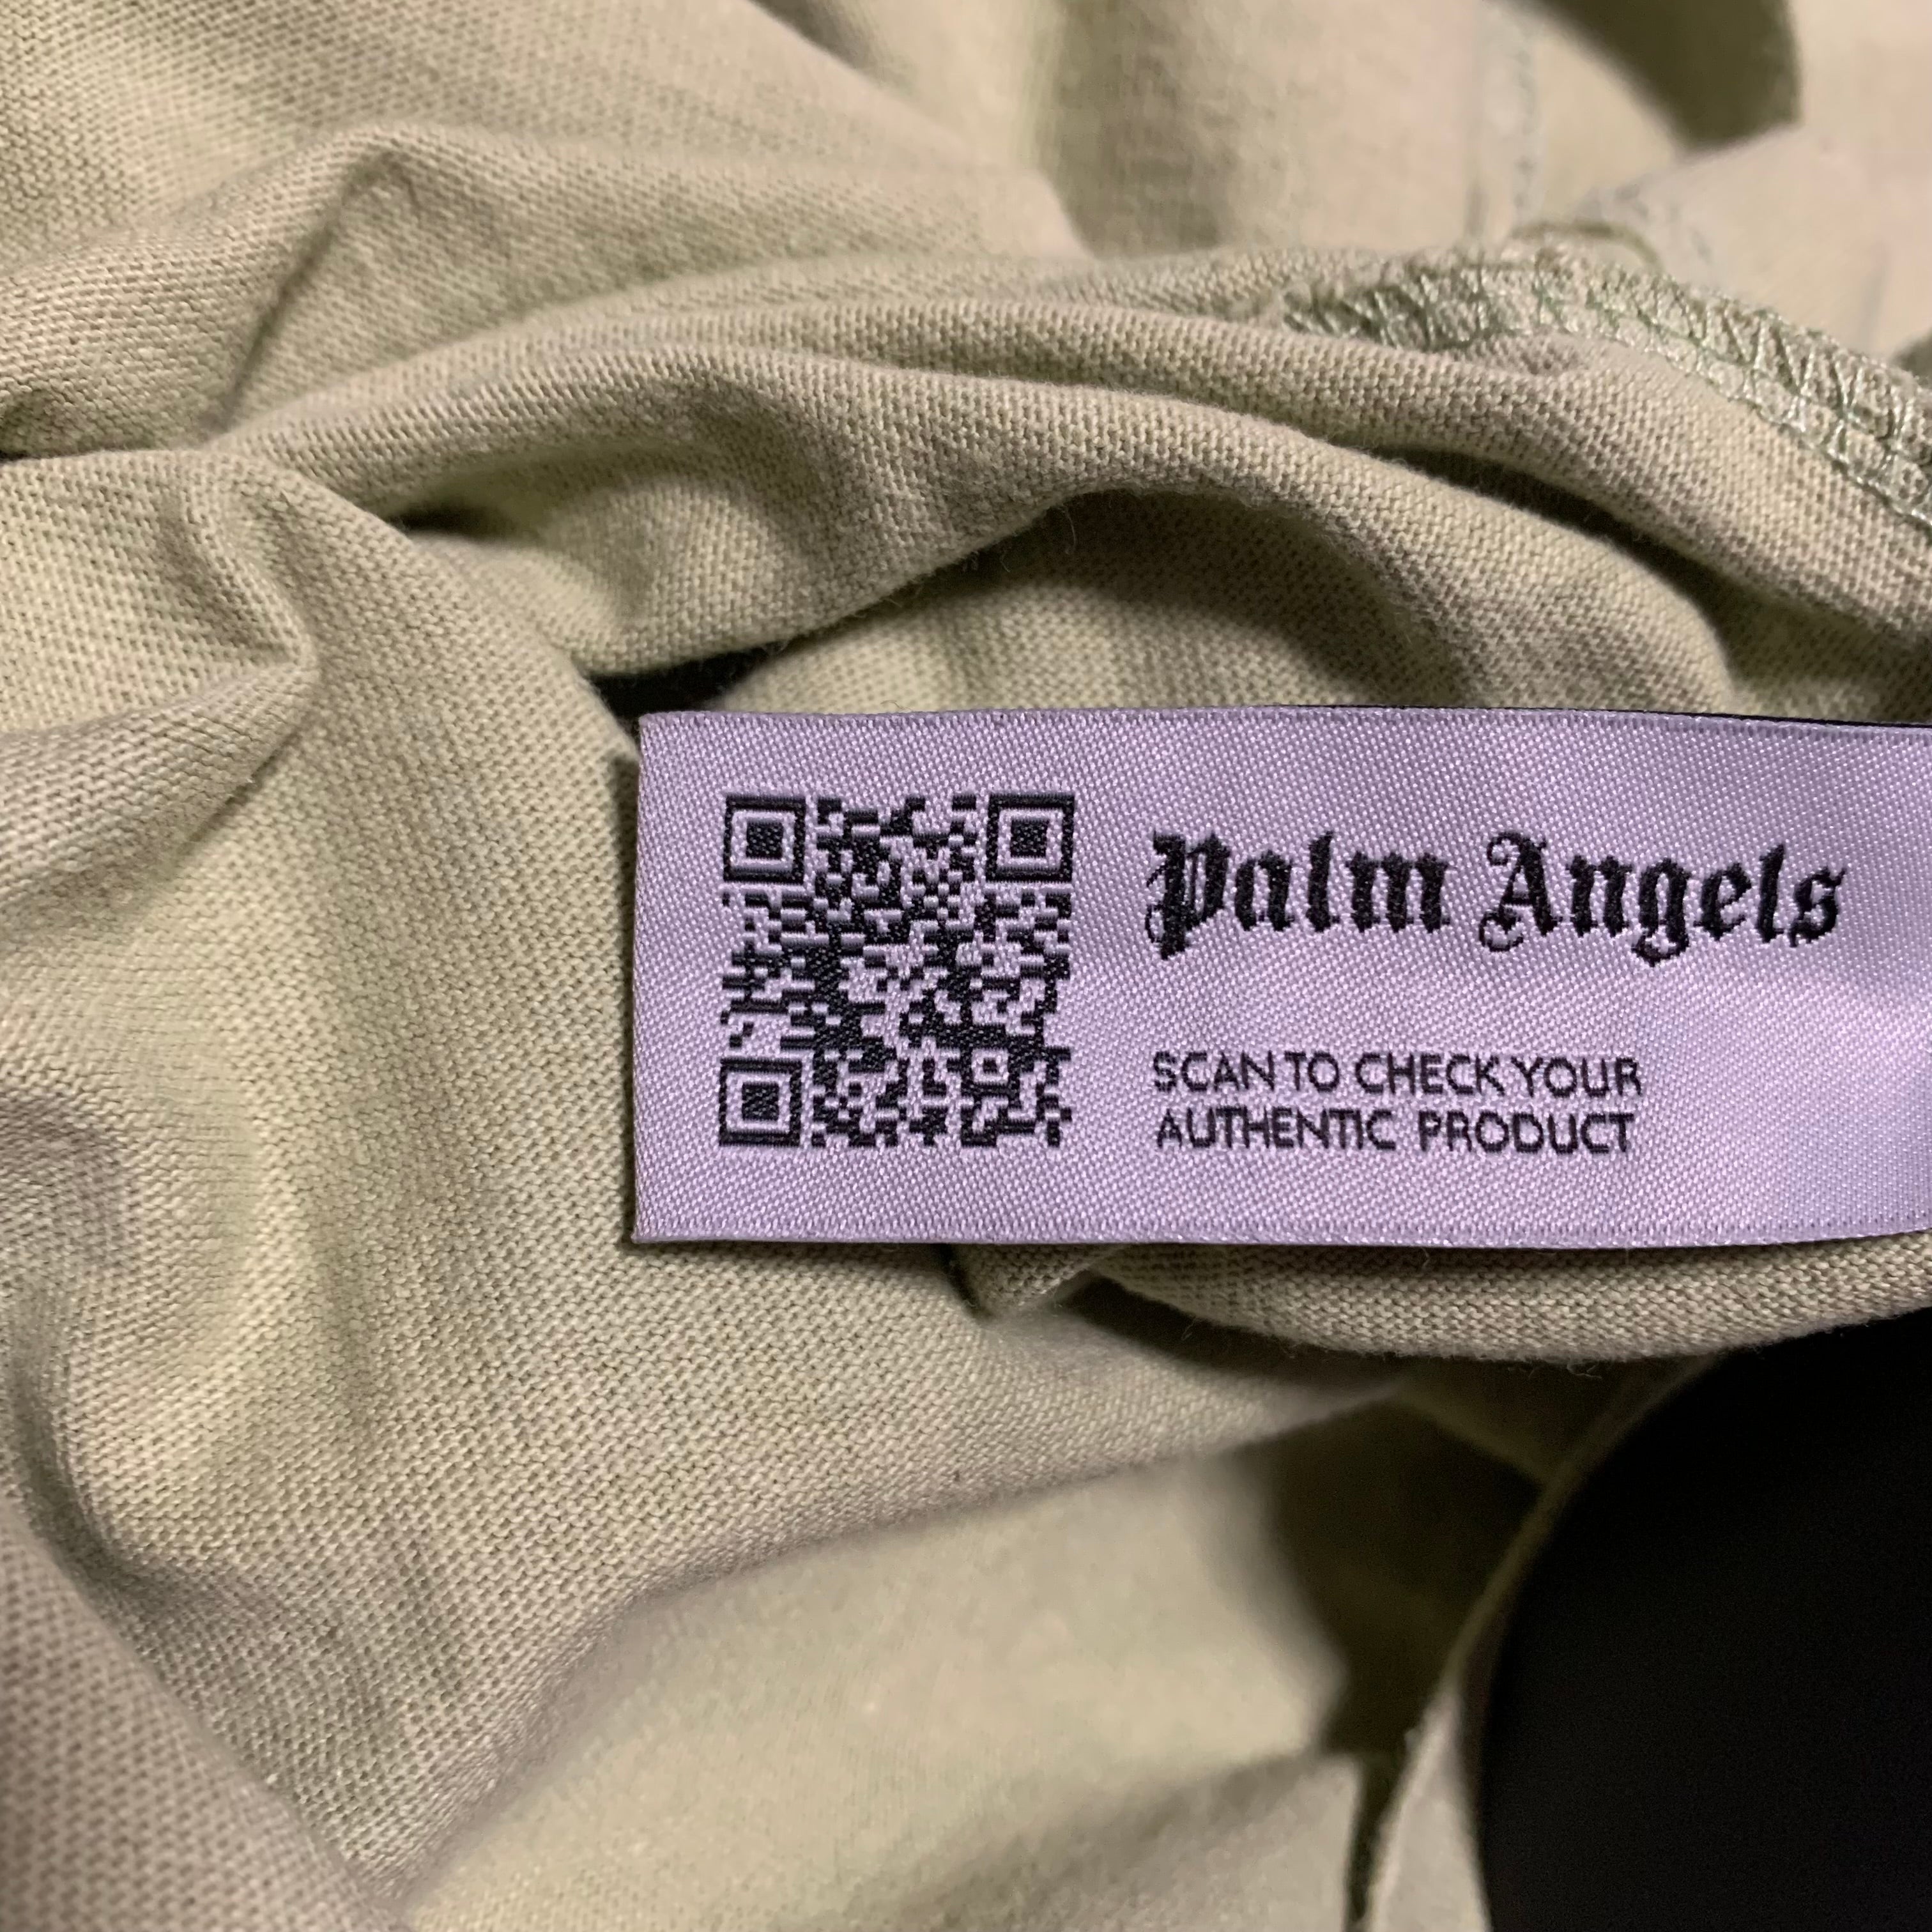 Palm Angels
SCAN TO CHECK YOUR
AUTHENTIC PRODUCT